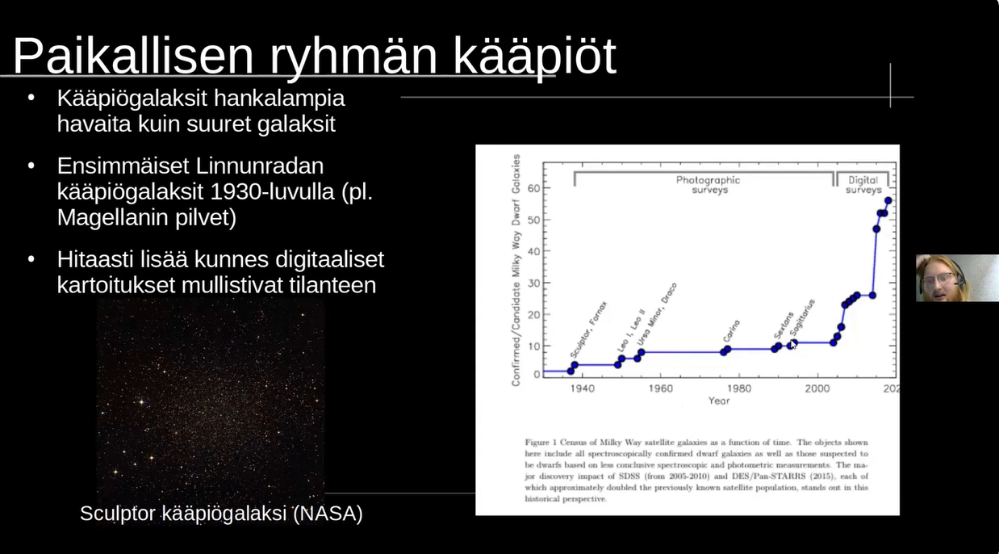 Paikallisen ryhmän kääpiöt
• Kääpiögalaksit hankalampia
havaita kuin suuret galaksit
• Ensimmäiset Linnunradan
kääpiögalaksit 1930-luvulla (pl.
Magellanin pilvet)
• Hitaasti lisää kunnes digitaaliset
kartoitukset mullistivat tilanteen
Sculptor kääpiögalaksi (NASA)
Confirmed/Candidate Milky Way Dwarf Galaxies
Photographic
surveys
Digital
surveys
60
50
40
30
20
10
0
Sculptor, Fornax
Leo I, Leo II
Ursa Minor, Draco
Carina
Sextans
Sagittarius
1940 1960 1980 2000 202
Year
Figure 1 Census of Milky Way satellite galaxies as a function of time. The objects shown
here include all spectroscopically confirmed dwarf galaxies as well as those suspected to
be dwarfs based on less conclusive spectroscopic and photometric measurements. The ma-
jor discovery impact of SDSS (from 2005-2010) and DES/Pan-STARRS (2015), each of
which approximately doubled the previously known satellite population, stands out in this
historical perspective.